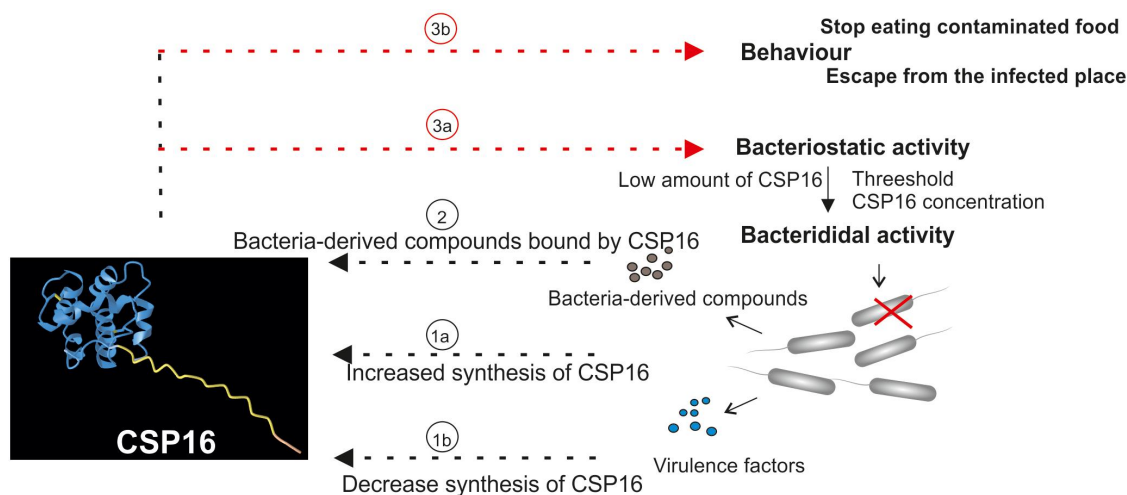 3b
Stop eating contaminated food
Behaviour
Escape from the infected place
3a
Bacteriostatic activity
Low amount of CSP16
Threeshold
CSP16 concentration
2
Bacteria-derived compounds bound by CSP16
Bacterididal activity
Bacteria-derived compounds
1a
Increased synthesis of CSP16
CSP16
1b
Virulence factors
Decrease synthesis of CSP16